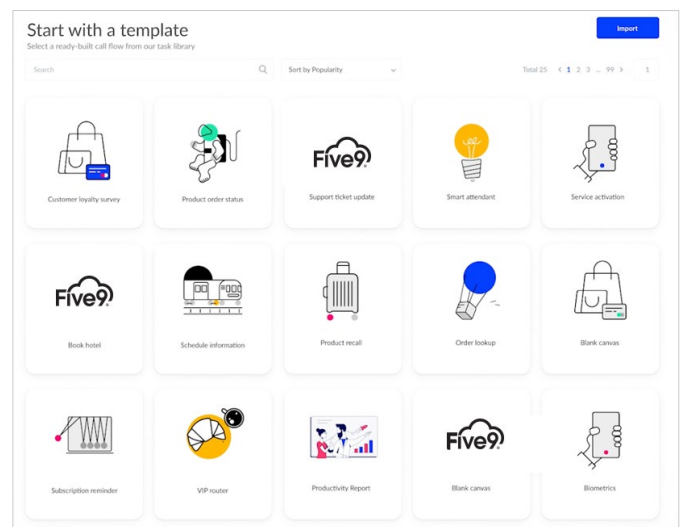 Start with a template
Select a ready-built call flow from our task library
Import
Search
Sort by Popularity
Total 25 < 1 2 3 ... 99 > 1
Customer loyalty survey
Product order status
Five9
Support ticket update
Smart attendant
Service activation
Five9
Book hotel
Schedule information
Product recall
Order lookup
Blank canvas
Subscription reminder
VIP router
Productivity Report
Five9
Blank canvas
Biometrics